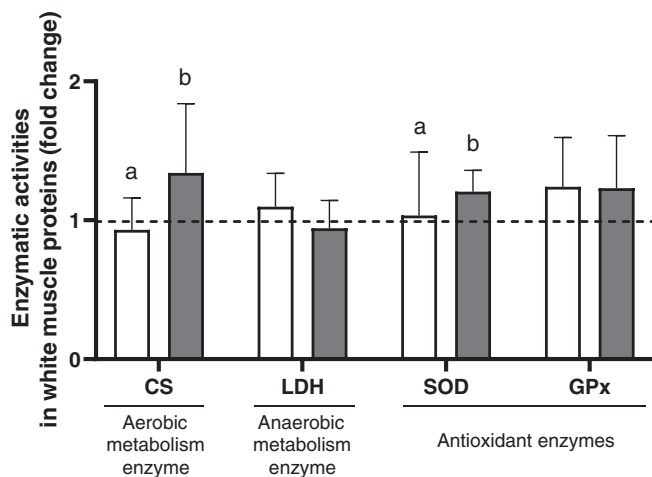 Enzymatic activities
in white muscle proteins (fold change)
2
1
0
a
b
a
b
CS
LDH
SOD
GPx
Aerobic
metabolism
enzyme
Anaerobic
metabolism
enzyme
Antioxidant enzymes